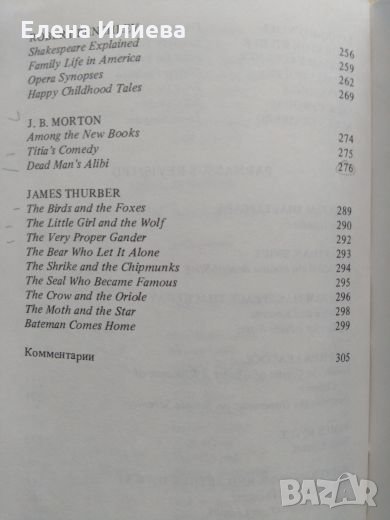 Елена Илиева
Shakespeare Explained 256
Family Life in America 259
Opera Synopses 262
Happy Childhood Tales 269
J. B. MORTON
Among the New Books 274
Titia's Comedy 275
Dead Man's Alibi 276
JAMES THURBER
The Birds and the Foxes 289
The Little Girl and the Wolf 290
The Very Proper Gander 292
The Bear Who Let It Alone 293
The Shrike and the Chipmunks 294
The Seal Who Became Famous 295
The Crow and the Oriole 296
The Moth and the Star 298
Bateman Comes Home 299
Комментарии 305
BAZAR